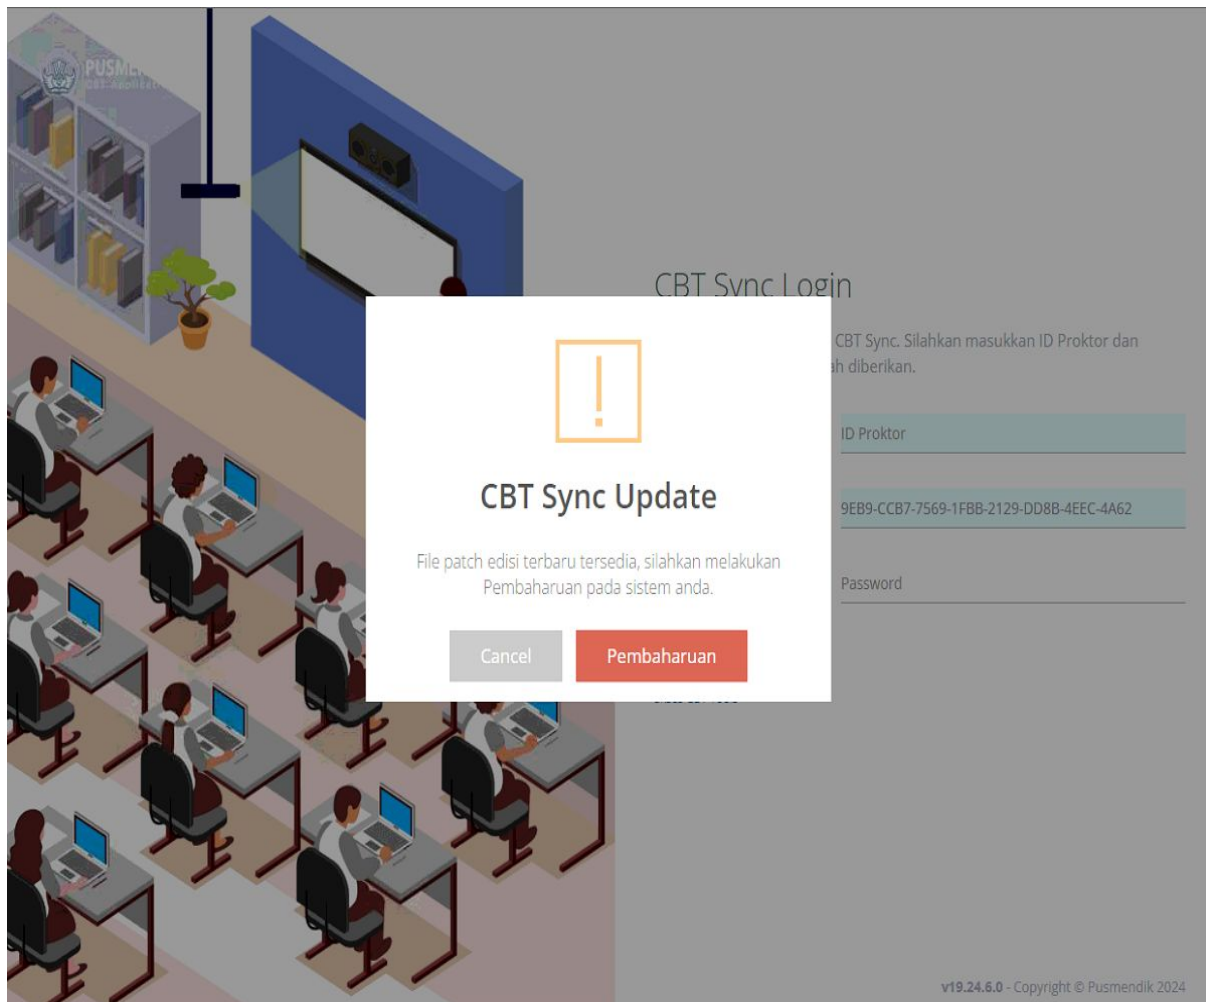 CBT Sync Login
CBT Sync. Silahkan masukkan ID Proktor dan
diberikan.
ID Proktor
9EB9-CCB7-7569-1FBB-2129-DD8B-4EEC-4A62
Password
CBT Sync Update
File patch edisi terbaru tersedia, silahkan melakukan
Pembaharuan pada sistem anda.
Cancel
Pembaharuan
v19.24.6.0 - Copyright © Pusmendik 2024